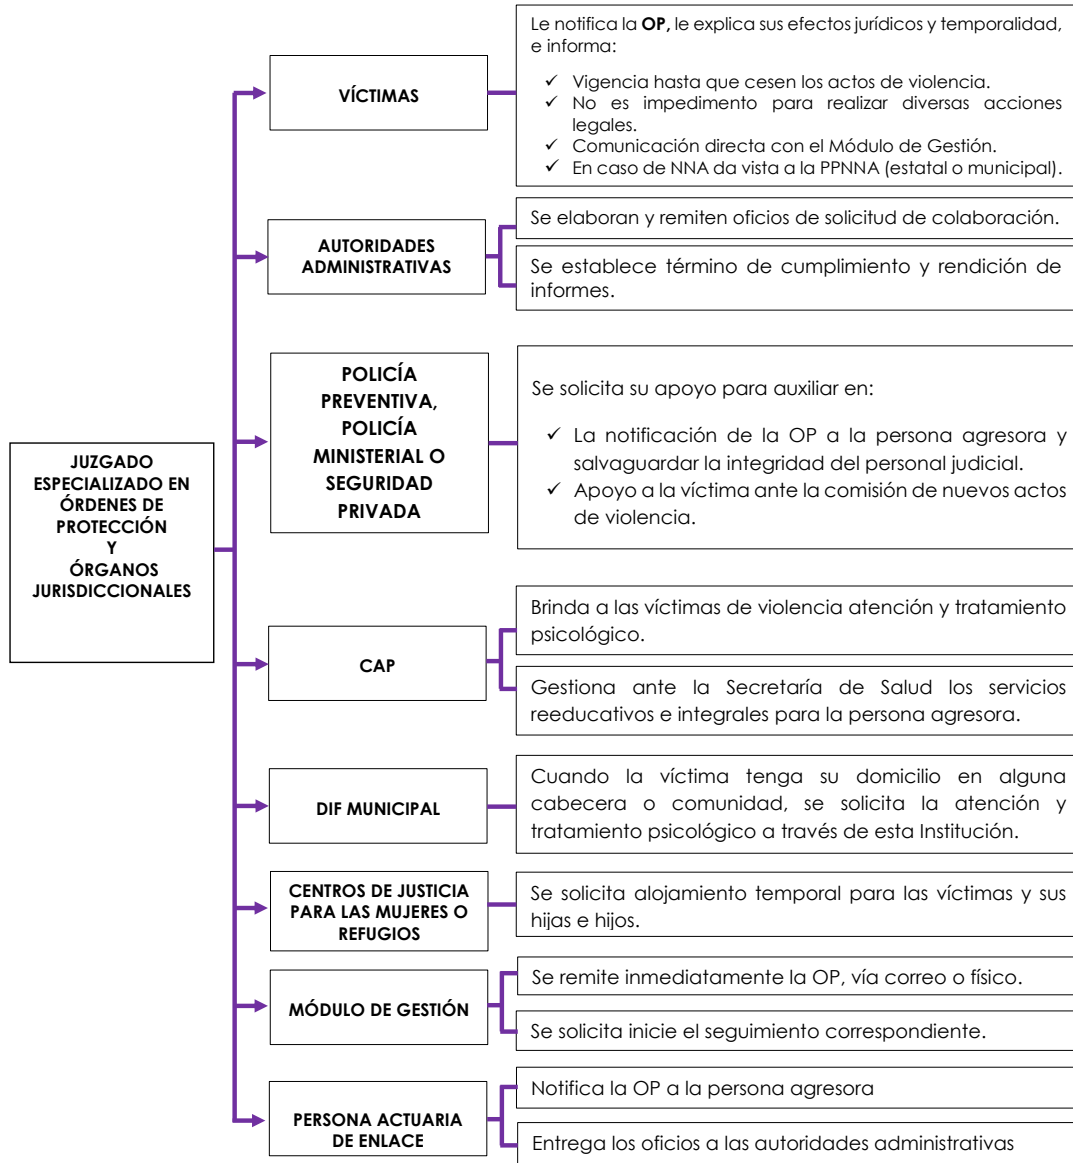 JUZGADO
ESPECIALIZADO EN
ÓRDENES DE
PROTECCIÓN
Y
ÓRGANOS
JURISDICCIONALES
VÍCTIMAS
Le notifica la OP, le explica sus efectos jurídicos y temporalidad,
e informa:
✓ Vigencia hasta que cesen los actos de violencia.
✓ No es impedimento para realizar diversas acciones
legales.
✓ Comunicación directa con el Módulo de Gestión.
✓ En caso de NNA da vista a la PPNNA (estatal o municipal).
AUTORIDADES
ADMINISTRATIVAS
Se elaboran y remiten oficios de solicitud de colaboración.
Se establece término de cumplimiento y rendición de
informes.
POLICÍA
PREVENTIVA,
POLICÍA
MINISTERIAL O
SEGURIDAD
PRIVADA
Se solicita su apoyo para auxiliar en:
✓ La notificación de la OP a la persona agresora y
salvaguardar la integridad del personal judicial.
✓ Apoyo a la víctima ante la comisión de nuevos actos
de violencia.
CAP
Brinda a las víctimas de violencia atención y tratamiento
psicológico.
Gestiona ante la Secretaría de Salud los servicios
reeducativos e integrales para la persona agresora.
DIF MUNICIPAL
Cuando la víctima tenga su domicilio en alguna
cabecera o comunidad, se solicita la atención y
tratamiento psicológico a través de esta Institución.
CENTROS DE JUSTICIA
PARA LAS MUJERES O
REFUGIOS
Se solicita alojamiento temporal para las víctimas y sus
hijas e hijos.
MÓDULO DE GESTIÓN
Se remite inmediatamente la OP, vía correo o físico.
Se solicita inicie el seguimiento correspondiente.
PERSONA ACTUARIA
DE ENLACE
Notifica la OP a la persona agresora
Entrega los oficios a las autoridades administrativas